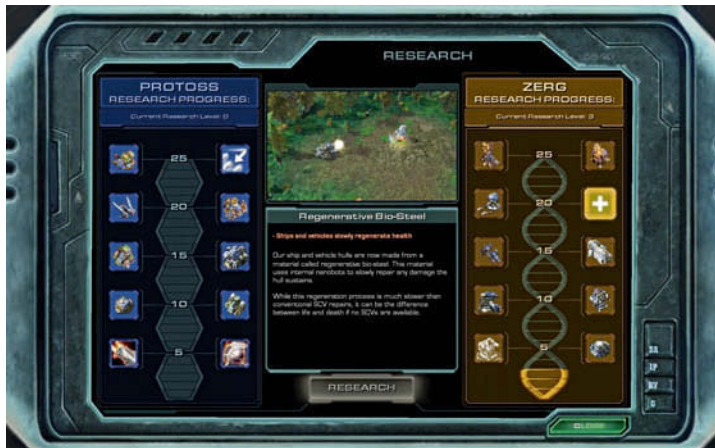 RESEARCH
PROTOSS
RESEARCH PROGRESS:
Current Research Level: 0
25
20
15
10
5
Regenerative Bio-Steel
- Ships and vehicles slowly regenerate health
Our ship and vehicle hulls are now made from a
material called regenerative bio-steel. This material
uses internal nanobots to slowly repair any damage the
hull sustains.
While this regeneration process is much slower than
conventional SCV repairs, it can be the difference
between life and death if no SCVs are available.
RESEARCH
ZERG
RESEARCH PROGRESS:
Current Research Level: 3
25
20
15
10
5
CLOSE